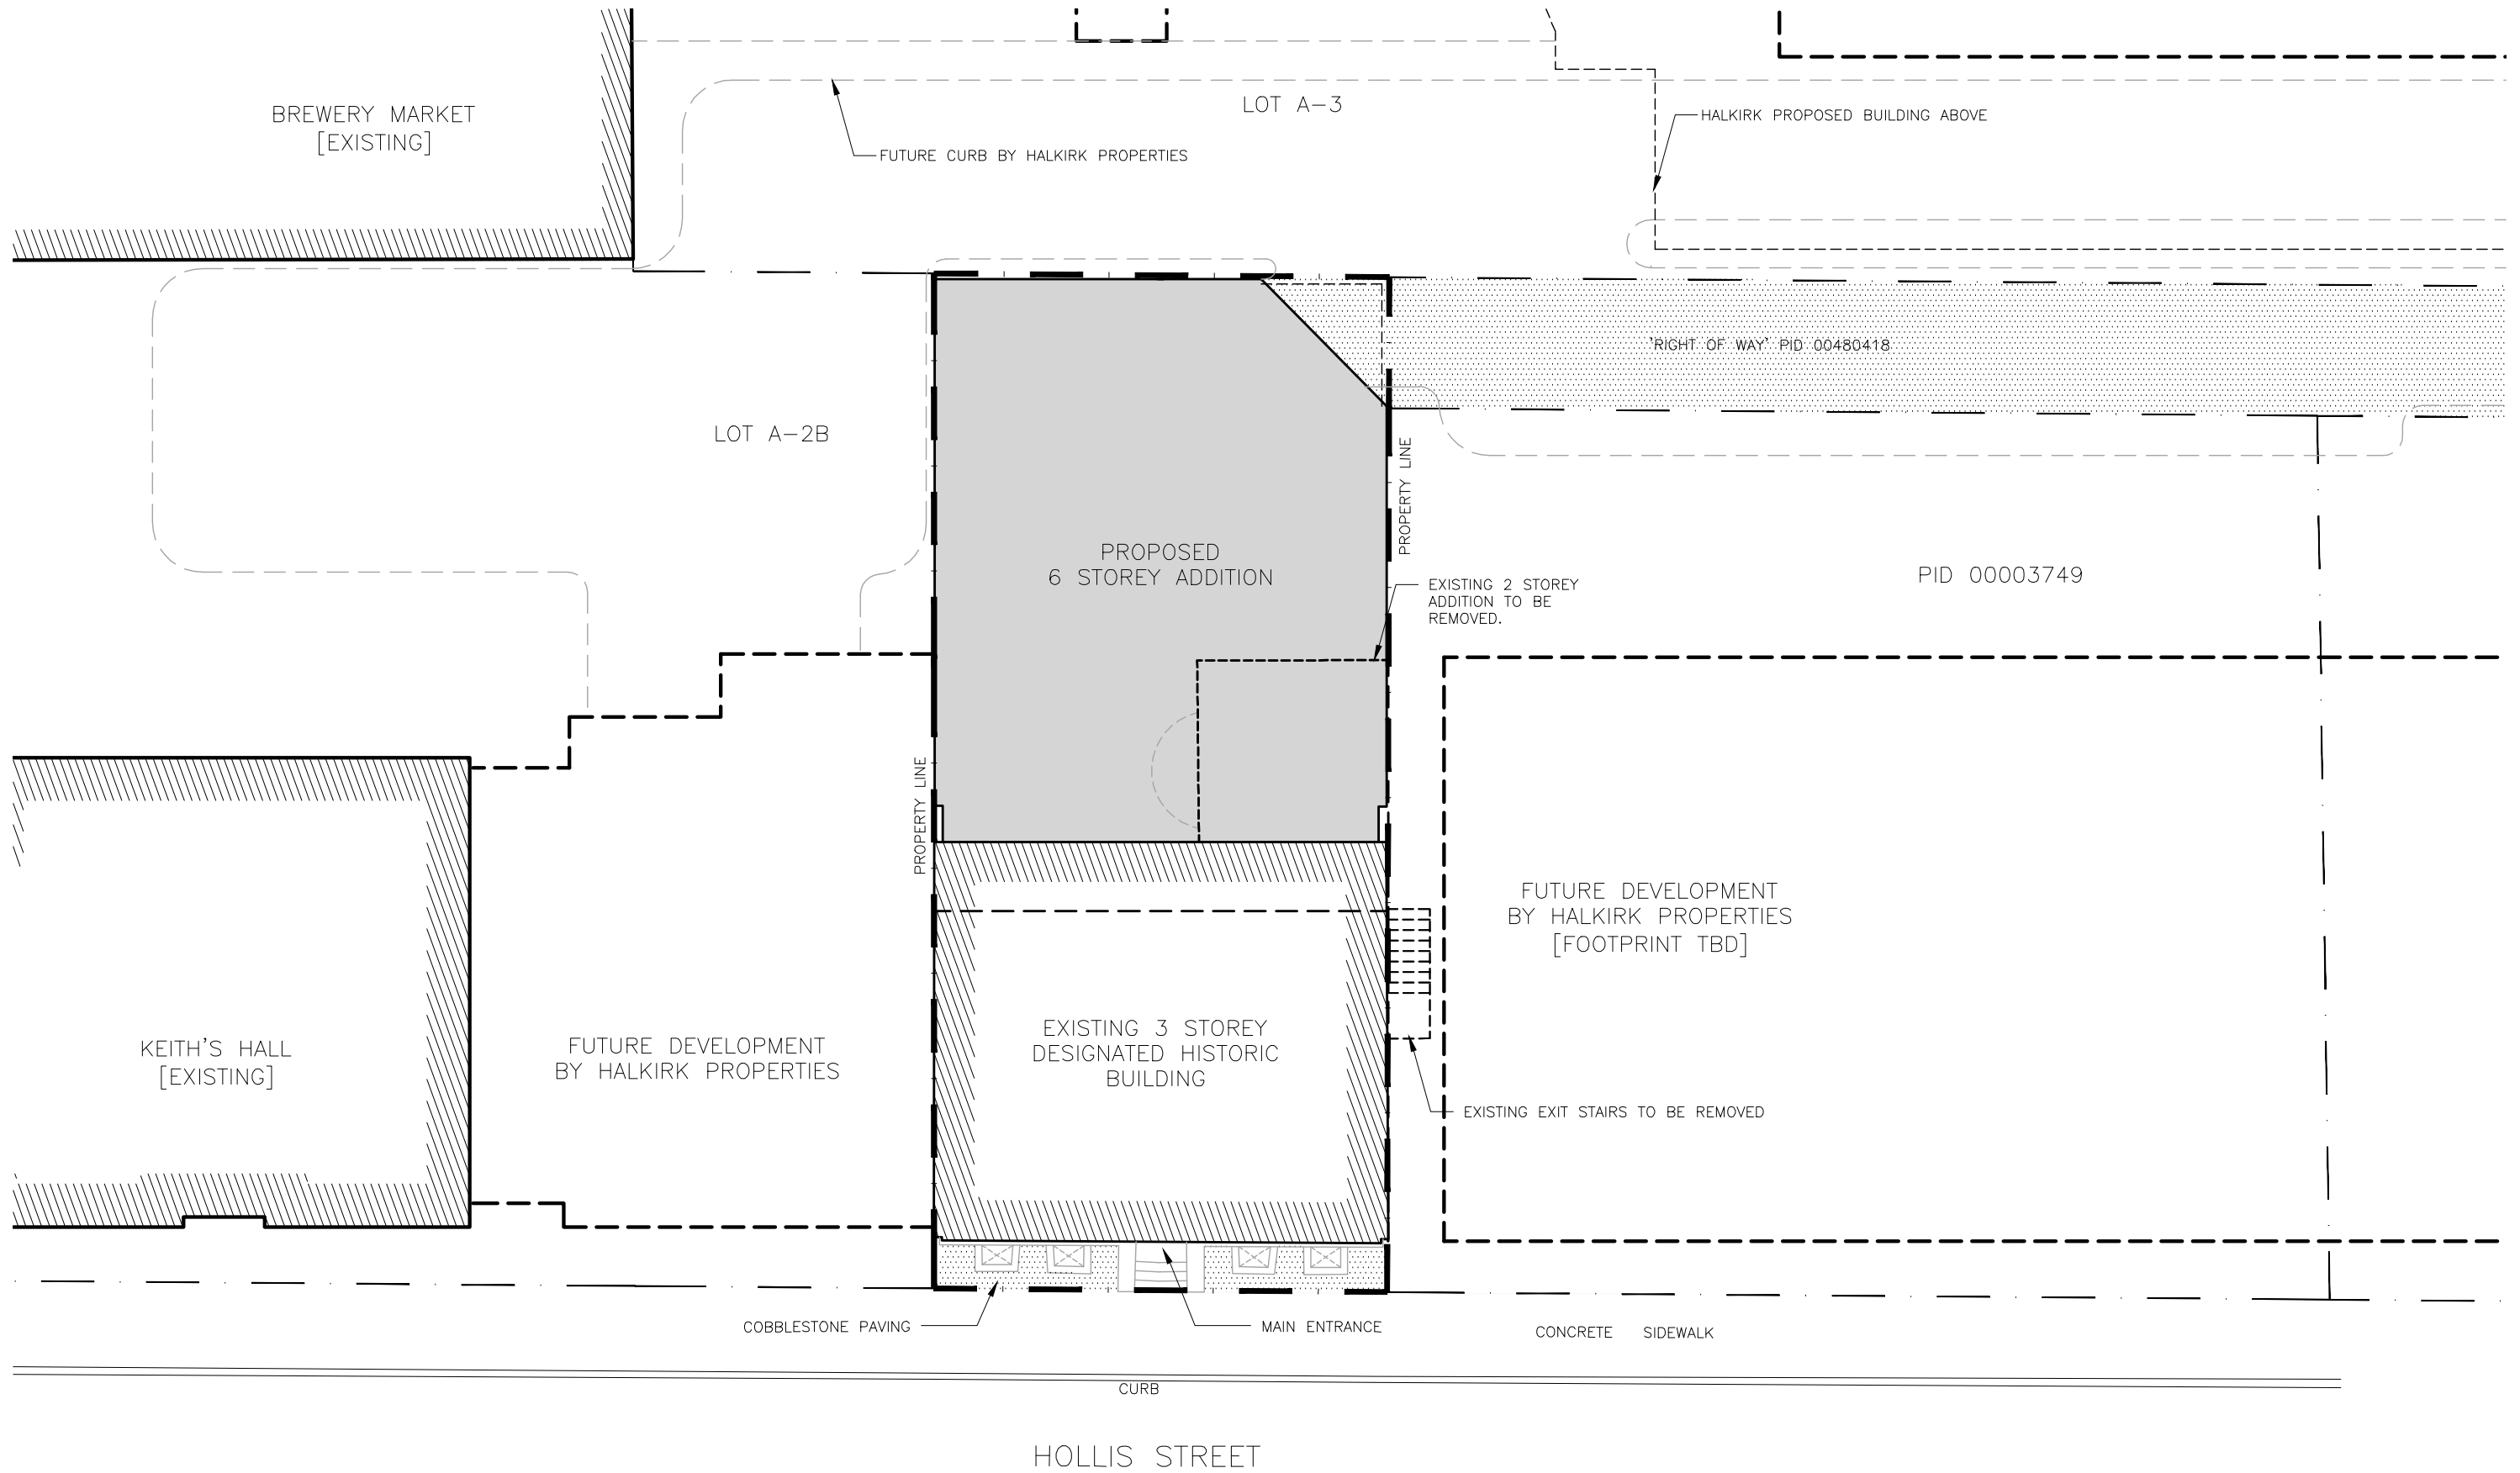 BREWERY MARKET
[EXISTING]
LOT A-3
HALKIRK PROPOSED BUILDING ABOVE
FUTURE CURB BY HALKIRK PROPERTIES
'RIGHT OF WAY' PID 00480418
LOT A-2B
PROPERTY LINE
PROPOSED
6 STOREY ADDITION
EXISTING 2 STOREY
ADDITION TO BE
REMOVED.
PID 00003749
PROPERTY LINE
FUTURE DEVELOPMENT
BY HALKIRK PROPERTIES
[FOOTPRINT TBD]
KEITH'S HALL
[EXISTING]
FUTURE DEVELOPMENT
BY HALKIRK PROPERTIES
EXISTING 3 STOREY
DESIGNATED HISTORIC
BUILDING
EXISTING EXIT STAIRS TO BE REMOVED
COBBLESTONE PAVING
MAIN ENTRANCE
CONCRETE SIDEWALK
CURB
HOLLIS STREET